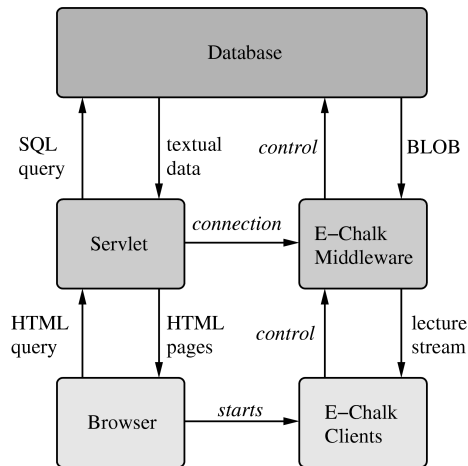 Database
SQL
query
textual
data
control
BLOB
Servlet
connection
E−Chalk
Middleware
HTML
query
HTML
pages
control
lecture
stream
Browser
starts
E−Chalk
Clients